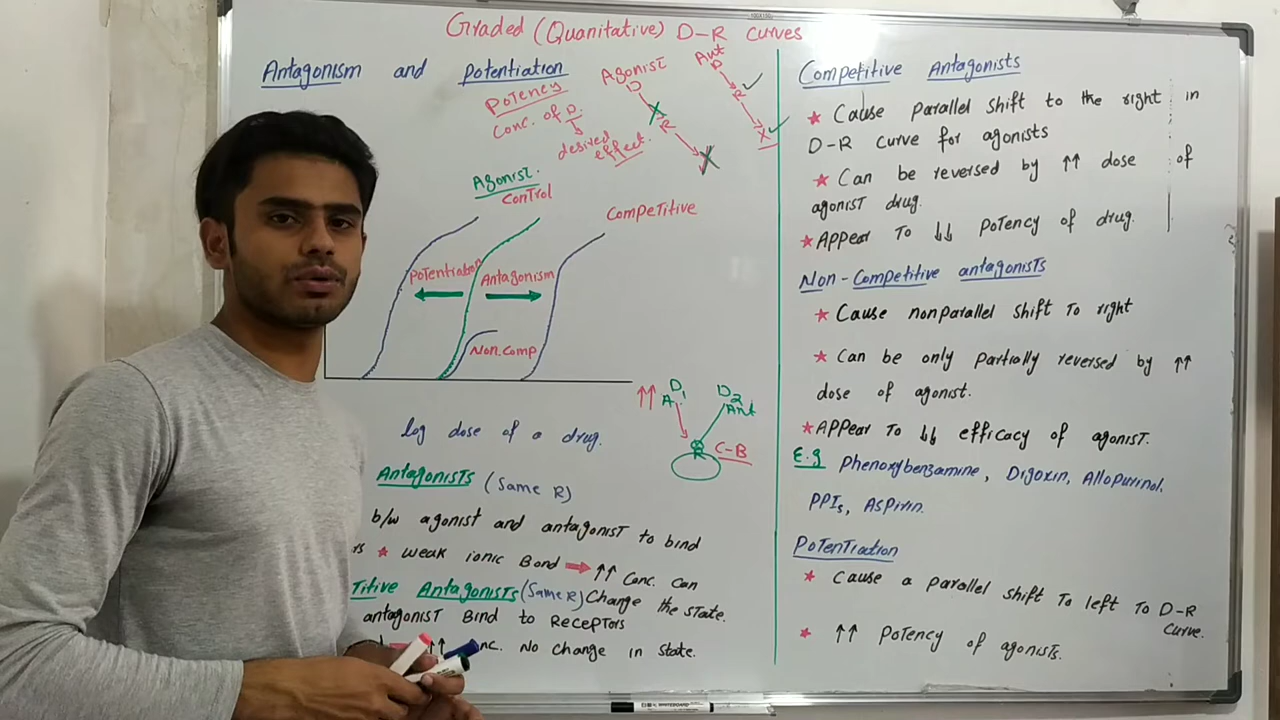 Graded (Quanitative) D-R curves
Antagonism and Potentiation
Potency
Conc. of D.
desired
effect.
Agonist
D
R
Ant
D
R
X
Agonist.
Control
Competitive
Potentiation
Antagonism
Non.Comp
log dose of a drug.
↑↑ D1
A.
D2
Ant
R
C-B
Antagonists (Same R)
b/w agonist and antagonist to bind
rs ★ weak ionic Bond → ↑↑ Conc. Can
Change the state.
titive Antagonists (Same R)
antagonist Bind to Receptors
↑↑ nc. No change in state.
Competitive Antagonists
★ Cause parallel shift to the right in
D-R curve for agonists
★ Can be reversed by ↑↑ dose of
agonist drug.
★ Appear To ↓↓ potency of drug.
Non-Competitive antagonists
★ Cause nonparallel shift To right
★ Can be only partially reversed by ↑↑
dose of agonist.
★ Appear To ↓↓ efficacy of agonist.
E.g Phenoxybenzamine, Digoxin, Allopurinol,
PPIs, Aspirin.
Potentiation
★ Cause a parallel shift To left To D-R
Curve.
★ ↑↑ Potency of agonists.